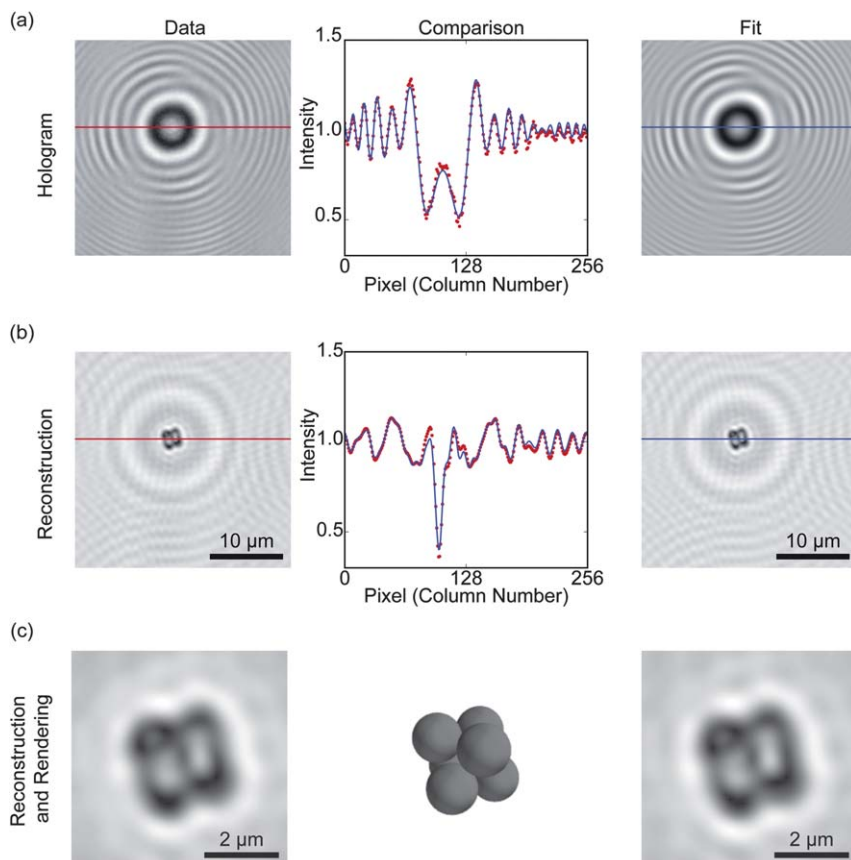 (a)
Data
Comparison
Fit
Hologram
Intensity
1.5
1.0
0.5
0
128
256
Pixel (Column Number)
(b)
Reconstruction
10 µm
Intensity
1.5
1.0
0.5
0
128
256
Pixel (Column Number)
10 µm
(c)
Reconstruction
and Rendering
2 µm
2 µm